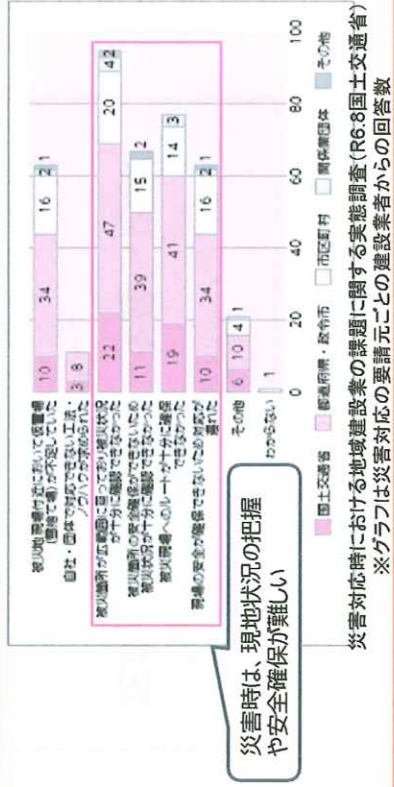 被災地・現場付近において仮置場
(土捨て場)が不足していた
10 34 16 2 1
自社・団体で対応できない工法・
ノウハウが求められた
3 8
被災箇所が広範囲に亘っており被災状況
が十分に確認できなかった
22 47 20 4 2
被災箇所の安全確保ができないため
被災状況が十分に確認できなかった
11 39 15 2
被災現場へのルートが十分に確保
できなかった
19 41 14 3
現場の安全が確保できないため対応が
遅れた
10 34 16 2 1
その他
6 10 4 1
わからない
1
0 20 40 60 80 100
国土交通省 都道府県・政令市 市区町村 関係業団体 その他
災害時は、現地状況の把握
や安全確保が難しい
災害対応時における地域建設業の課題に関する実態調査(R6.8国土交通省)
※グラフは災害対応の要請元ごとの建設業者からの回答数